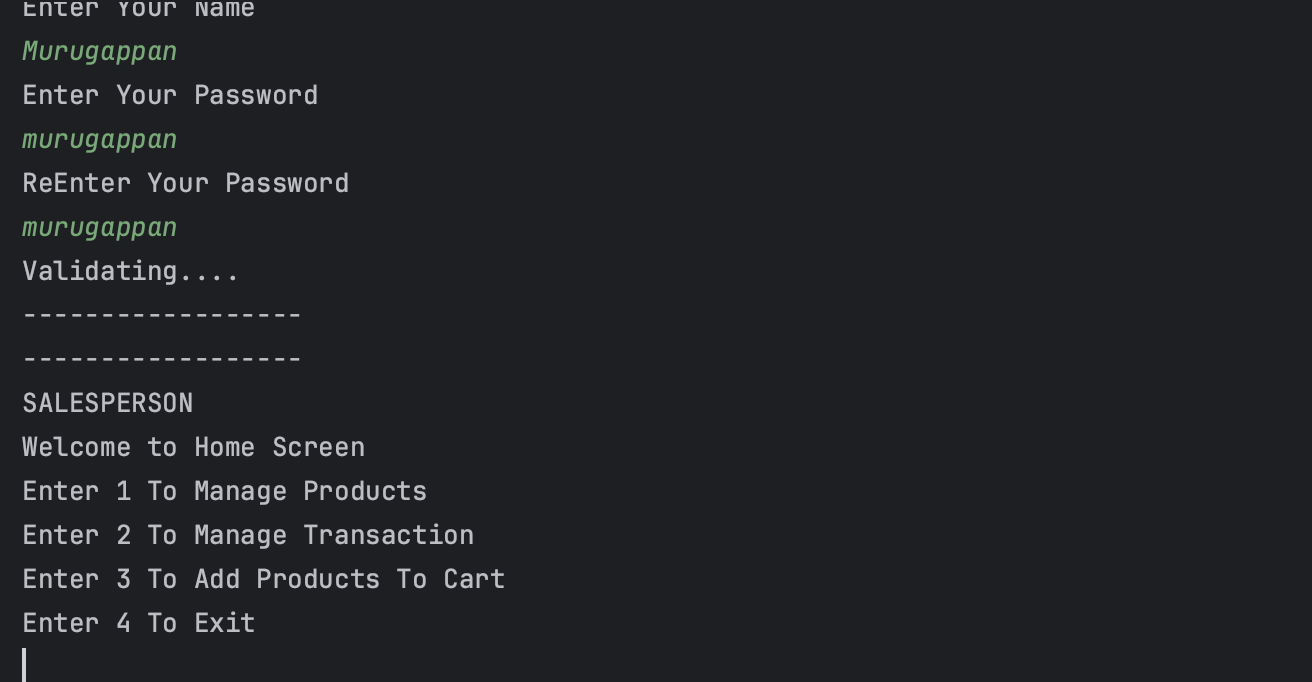 Enter Your Name
Murugappan
Enter Your Password
murugappan
ReEnter Your Password
murugappan
Validating....
------------------
------------------
SALESPERSON
Welcome to Home Screen
Enter 1 To Manage Products
Enter 2 To Manage Transaction
Enter 3 To Add Products To Cart
Enter 4 To Exit